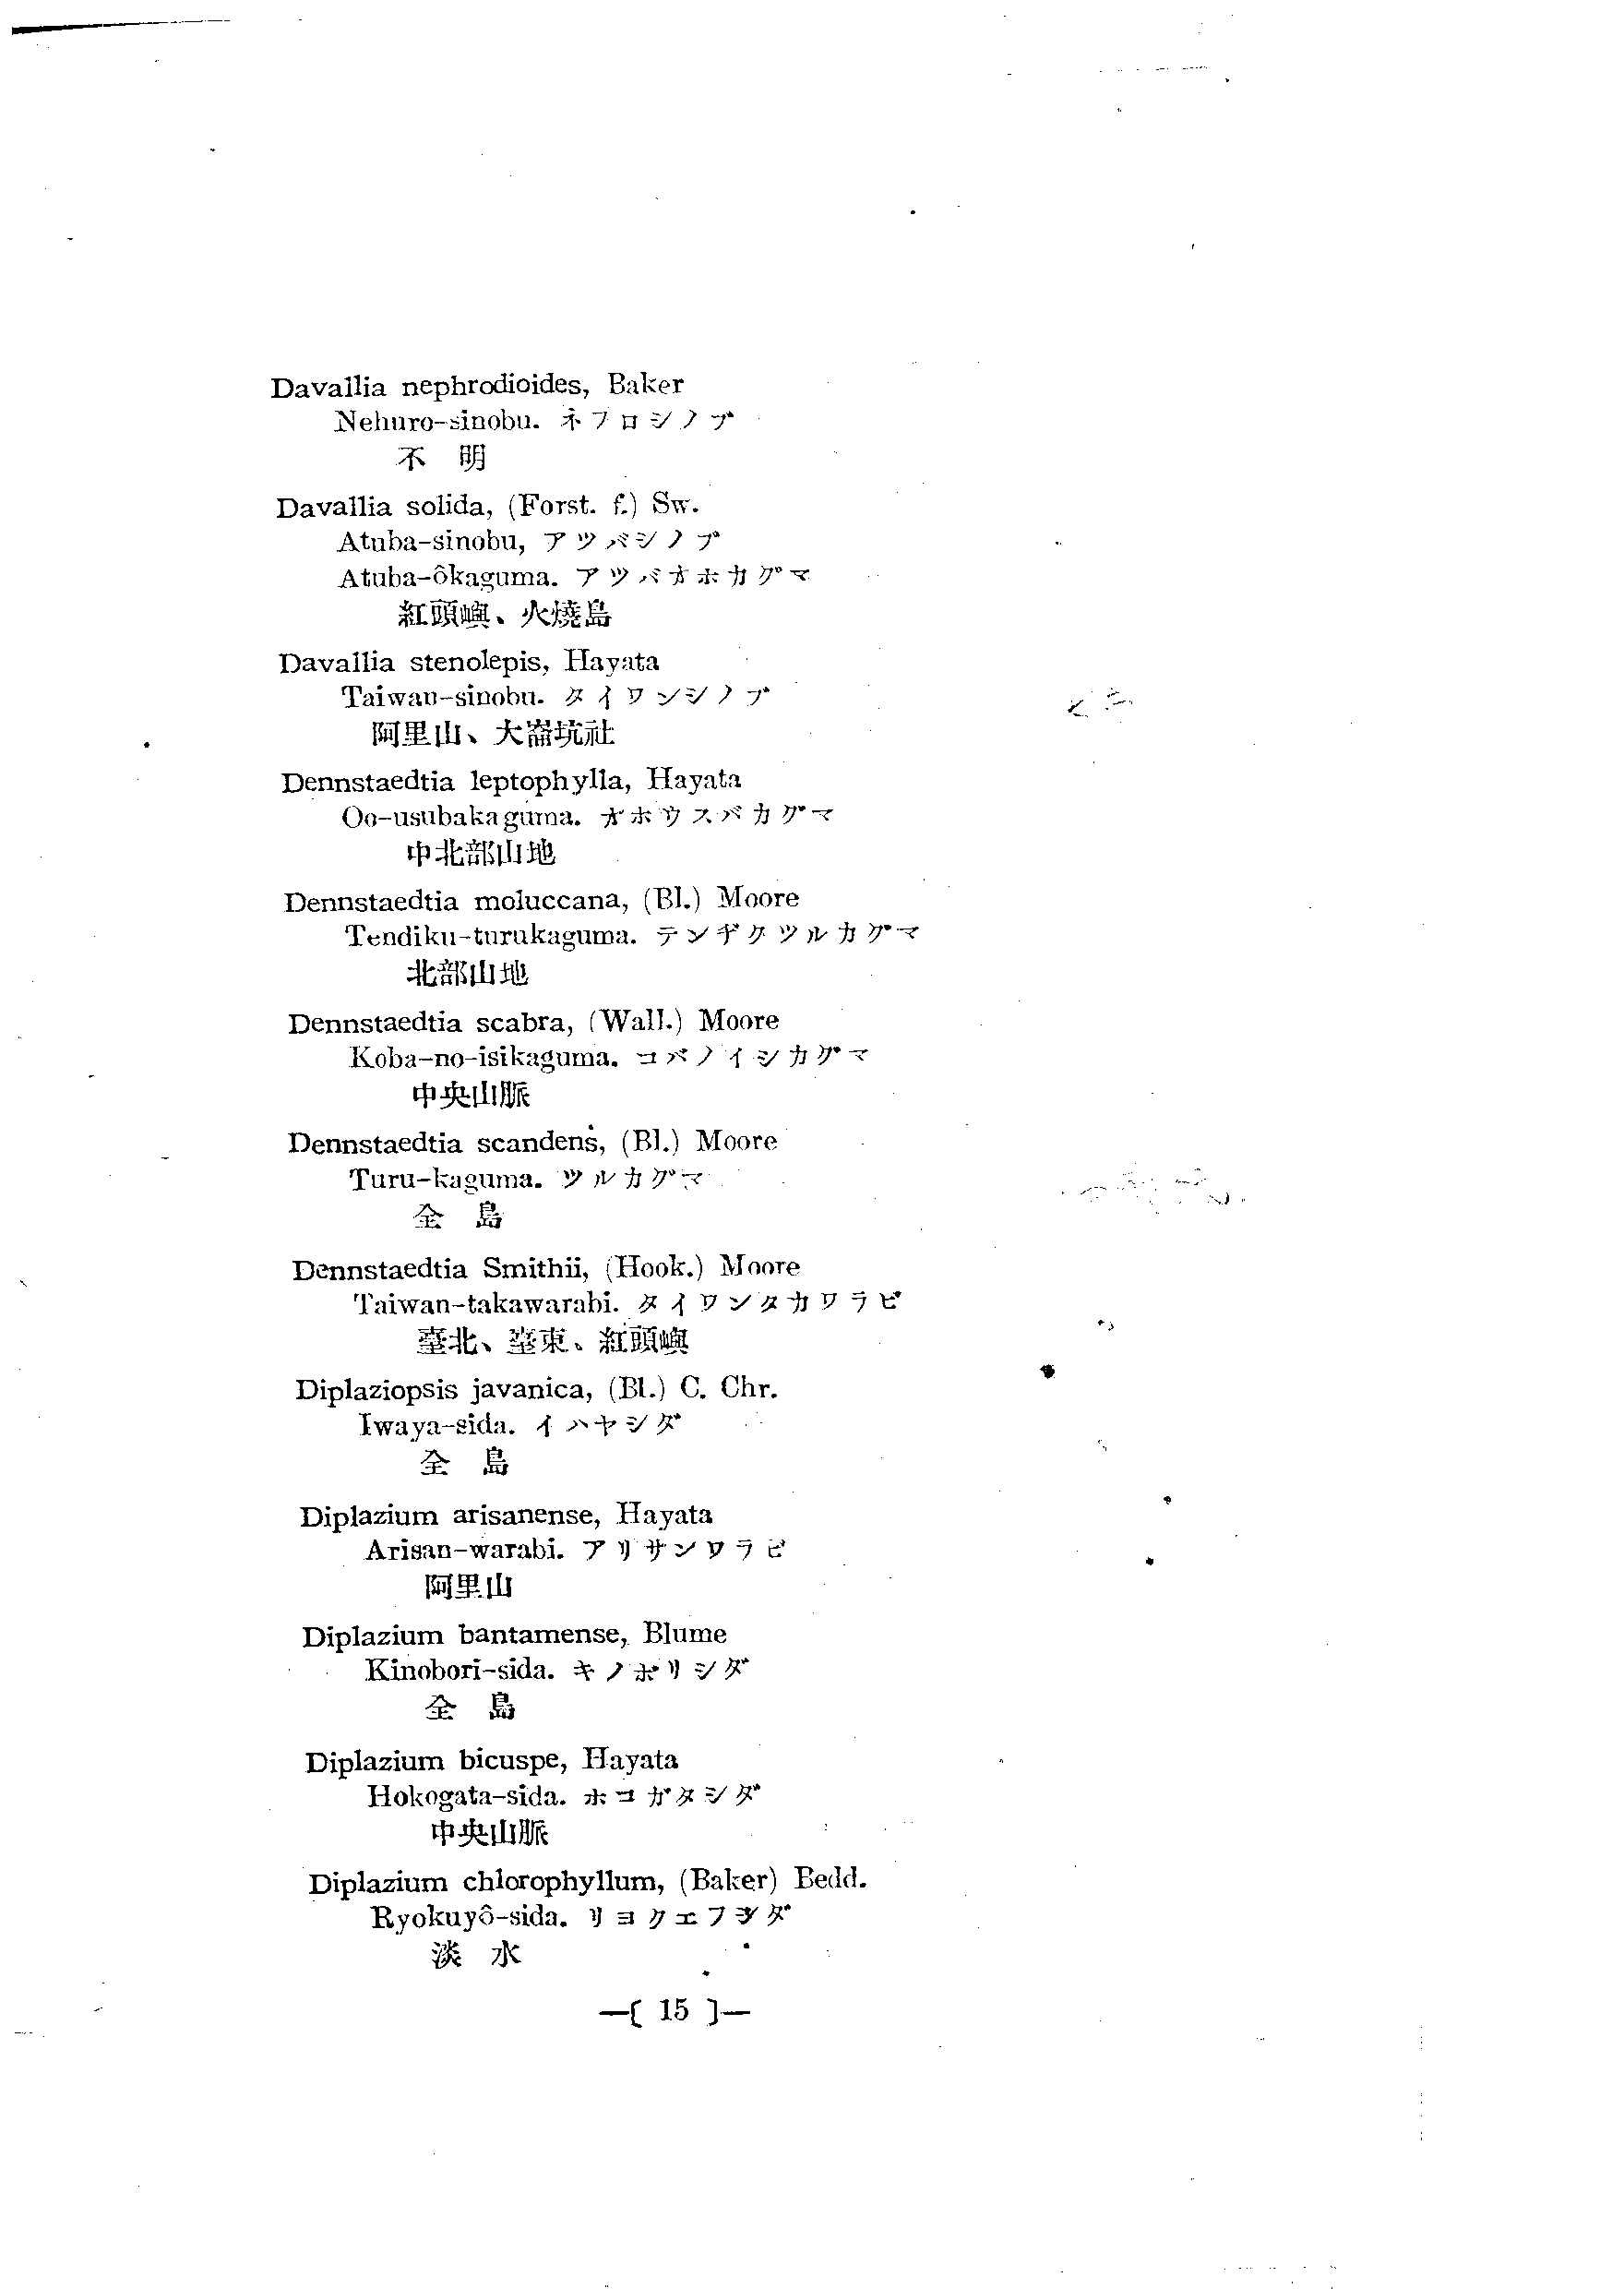 Davallia nephrodioides, Baker
Nehuro-sinobu. ネフロシノブ
不 明
Davallia solida, (Forst. f.) Sw.
Atuba-sinobu, アツバシノブ
Atuba-ôkaguma. アツバオホカグマ
紅頭嶼、火燒島
Davallia stenolepis, Hayata
Taiwan-sinobu. タイワンシノブ
阿里山、大嵙坑社
Dennstaedtia leptophylla, Hayata
Oo-usubakaguma. オホウスバカグマ
中北部山地
Dennstaedtia moluccana, (Bl.) Moore
Tendiku-turukaguma. テンヂクツルカグマ
北部山地
Dennstaedtia scabra, (Wall.) Moore
Koba-no-isikaguma. コバノイシカグマ
中央山脈
Dennstaedtia scandens, (Bl.) Moore
Turu-kaguma. ツルカグマ
全 島
Dennstaedtia Smithii, (Hook.) Moore
Taiwan-takawarabi. タイワンタカワラビ
臺北、臺東、紅頭嶼
Diplaziopsis javanica, (Bl.) C. Chr.
Iwaya-sida. イハヤシダ
全 島
Diplazium arisanense, Hayata
Arisan-warabi. アリサンワラビ
阿里山
Diplazium bantamense, Blume
Kinobori-sida. キノボリシダ
全 島
Diplazium bicuspe, Hayata
Hokogata-sida. ホコガタシダ
中央山脈
Diplazium chlorophyllum, (Baker) Bedd.
Ryokuyô-sida. リヨクエフシダ
淡 水
—[ 15 ]—